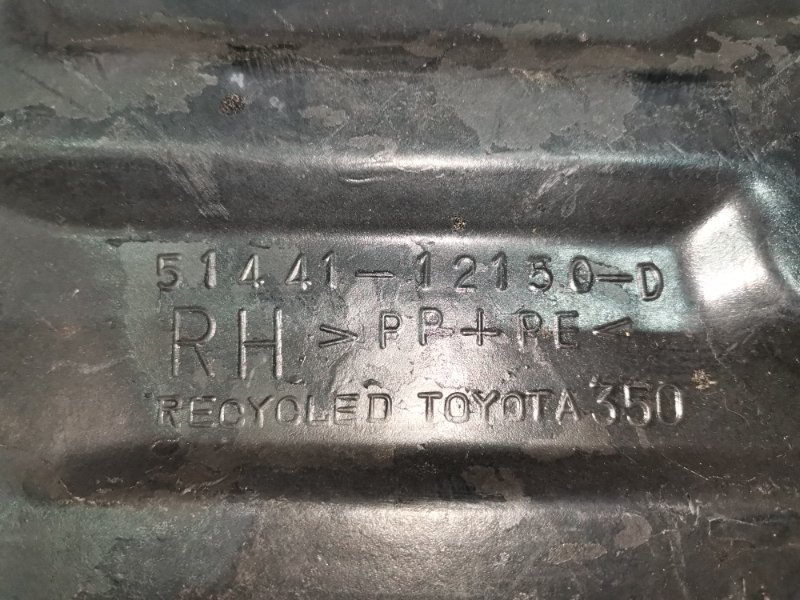 51441-12150-D
RH >PP+PE<
RECYCLED TOYOTA 350